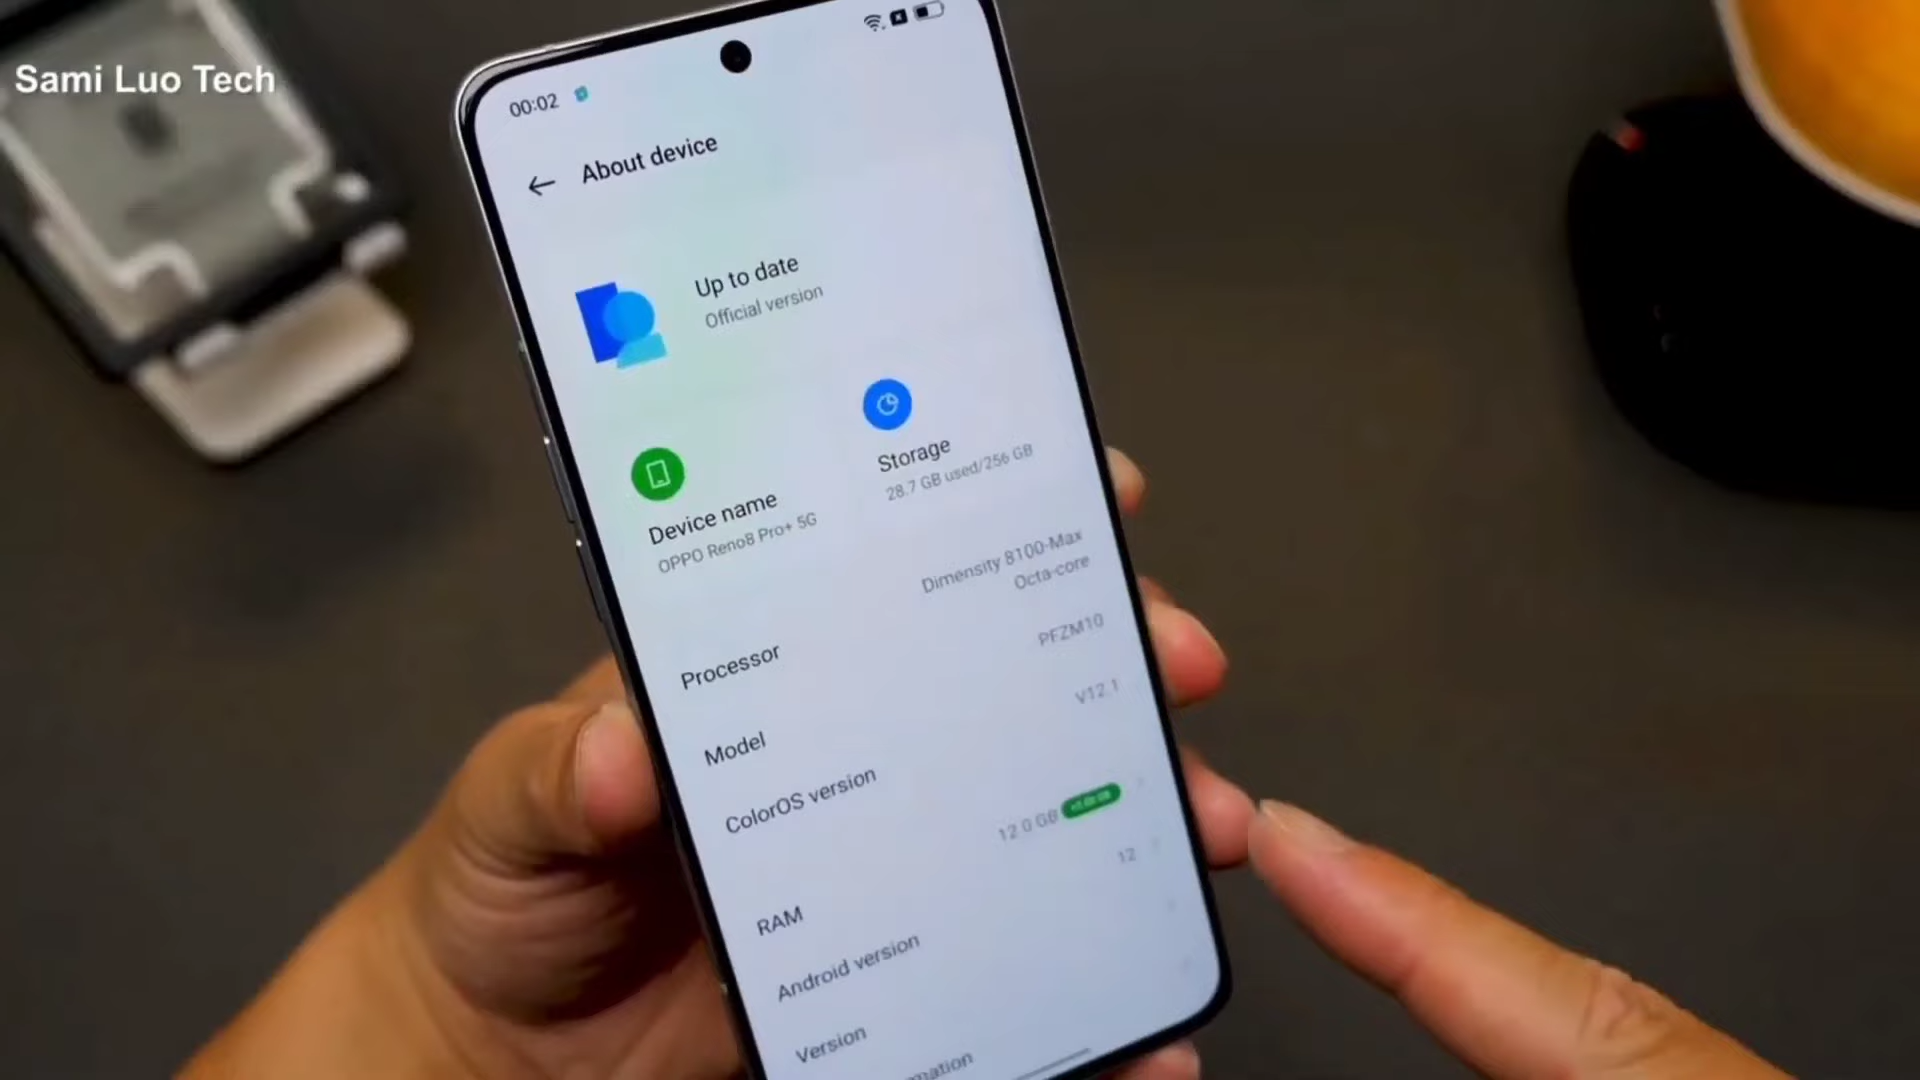 Sami Luo Tech
00:02
About device
Up to date
Official version
Storage
28.7 GB used/256 GB
Device name
OPPO Reno8 Pro+ 5G
Dimensity 8100-Max
Octa-core
Processor
PFZM10
Model
V12.1
ColorOS version
12.0 GB
RAM
12
Android version
Version